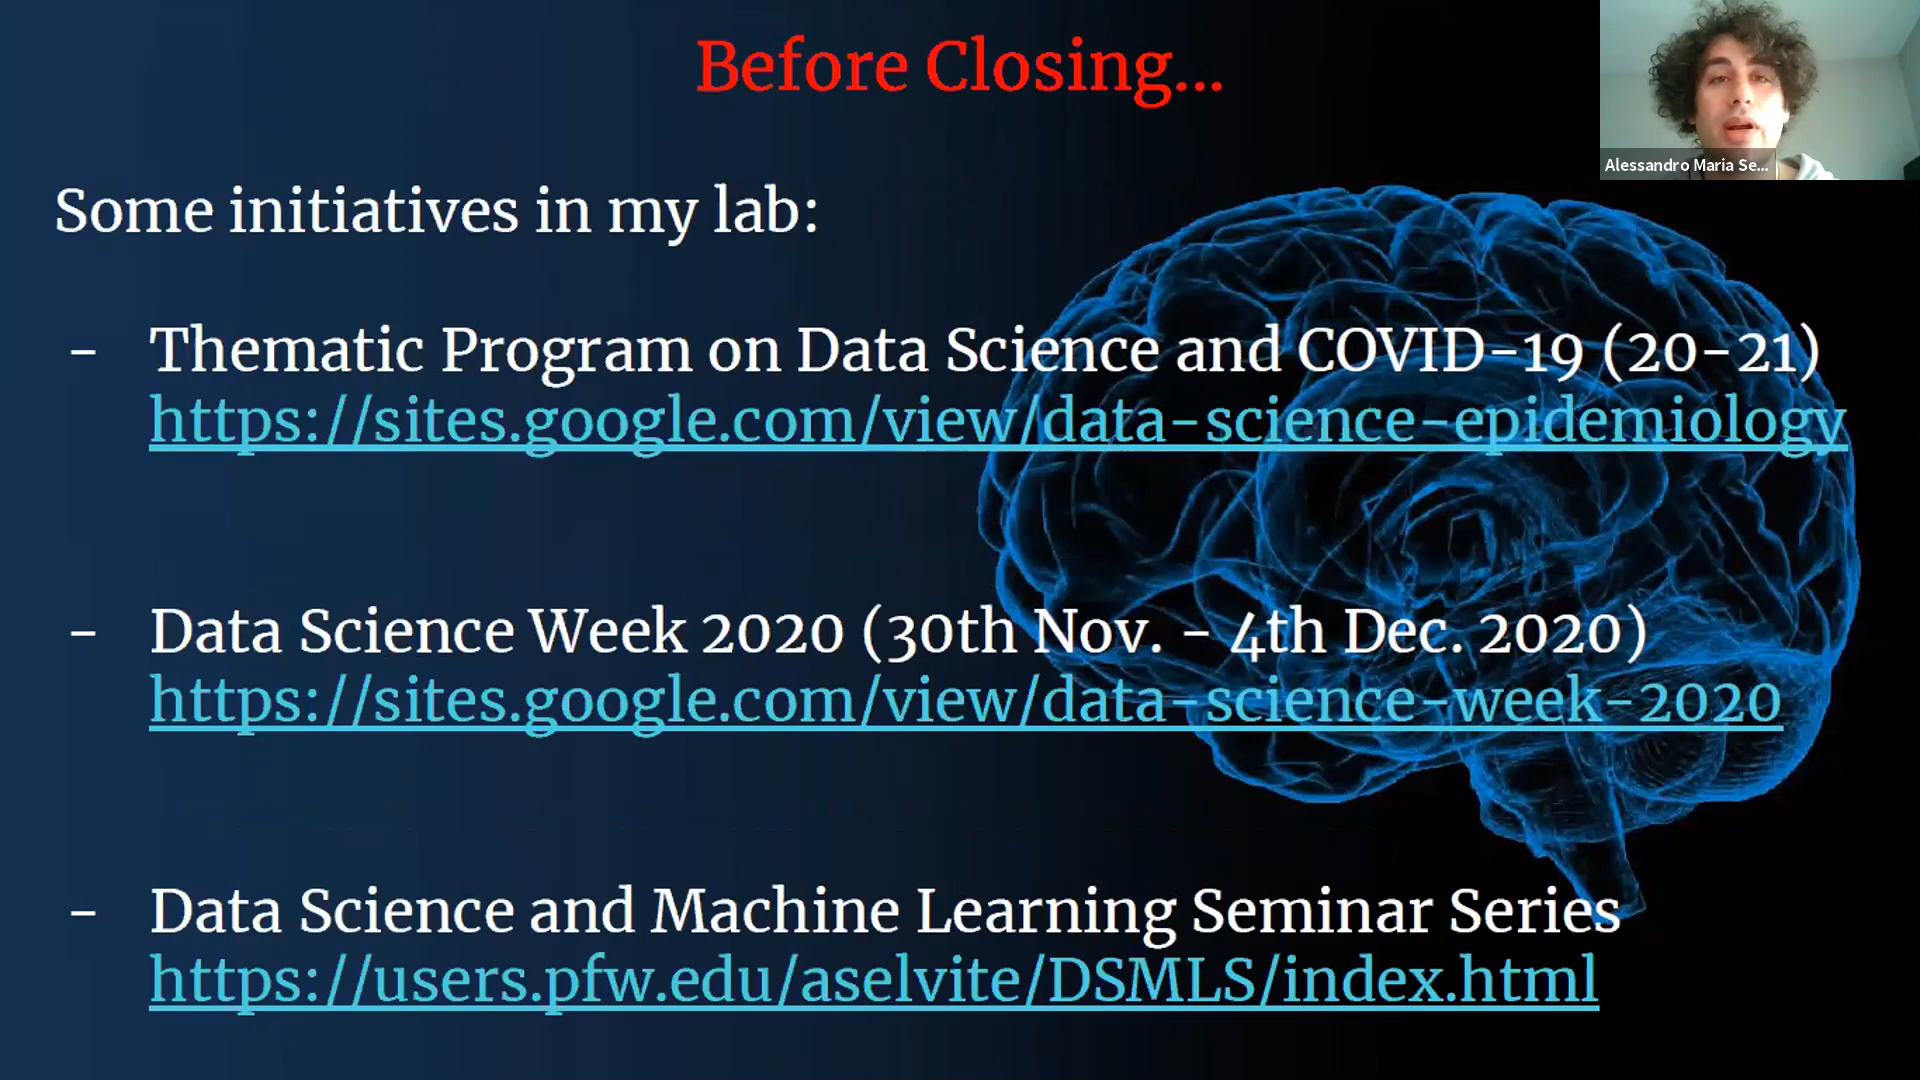 Before Closing...
Alessandro Maria Se...
Some initiatives in my lab:
- Thematic Program on Data Science and COVID-19 (20-21)
https://sites.google.com/view/data-science-epidemiology
- Data Science Week 2020 (30th Nov. - 4th Dec. 2020)
https://sites.google.com/view/data-science-week-2020
- Data Science and Machine Learning Seminar Series
https://users.pfw.edu/aselvite/DSMLS/index.html